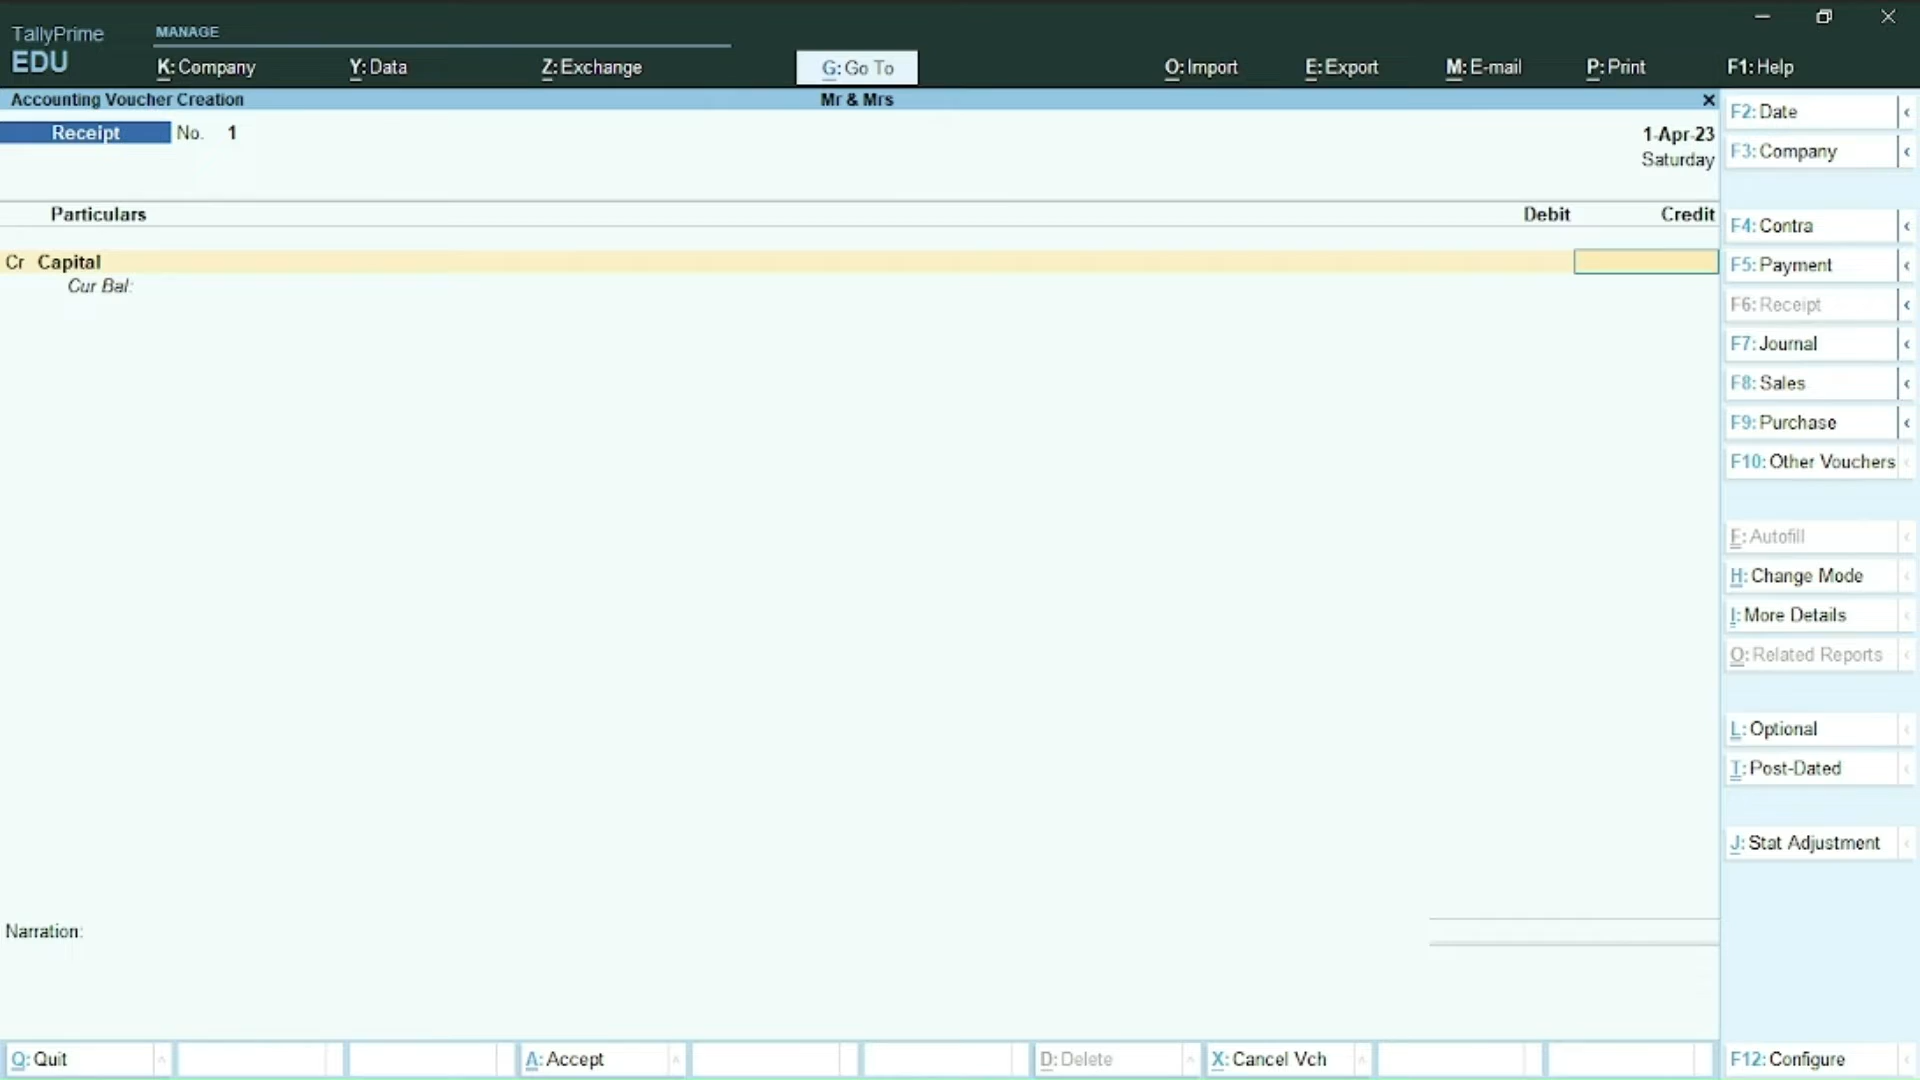 TallyPrime
EDU
MANAGE
K: Company
Y: Data
Z: Exchange
G: Go To
O: Import
E: Export
M: E-mail
P: Print
F1: Help
Accounting Voucher Creation
Mr & Mrs
Receipt No. 1
1-Apr-23
Saturday
Particulars
Debit
Credit
Cr Capital
Cur Bal:
Narration:
F2: Date
F3: Company
F4: Contra
F5: Payment
F6: Receipt
F7: Journal
F8: Sales
F9: Purchase
F10: Other Vouchers
F: Autofill
H: Change Mode
I: More Details
O: Related Reports
L: Optional
T: Post-Dated
J: Stat Adjustment
Q: Quit
A: Accept
D: Delete
X: Cancel Vch
F12: Configure